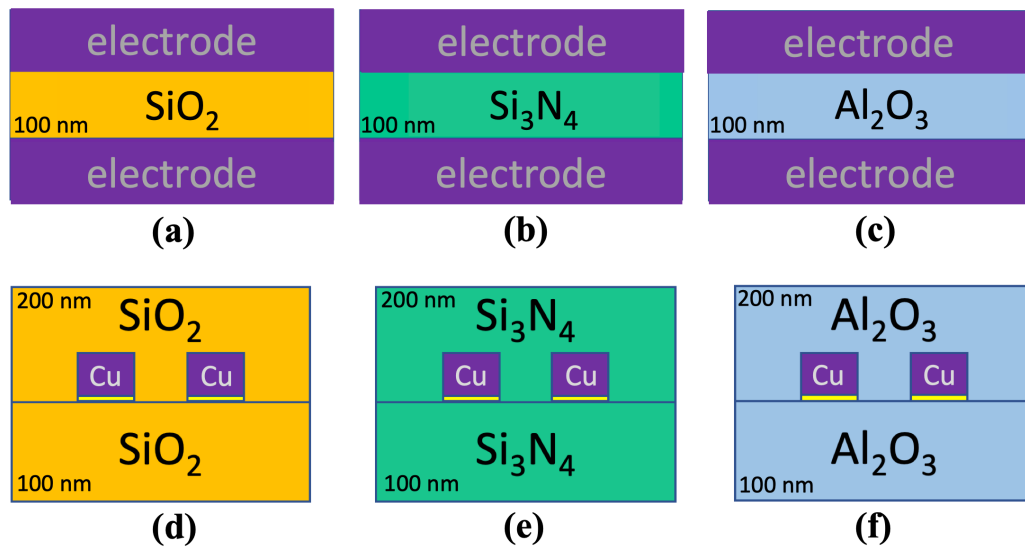 electrode electrode electrode
SiO₂ Si₃N₄ Al₂O₃
100 nm 100 nm 100 nm
electrode electrode electrode
(a) (b) (c)
200 nm 200 nm 200 nm
SiO₂ Si₃N₄ Al₂O₃
Cu Cu Cu Cu Cu Cu
SiO₂ Si₃N₄ Al₂O₃
100 nm 100 nm 100 nm
(d) (e) (f)